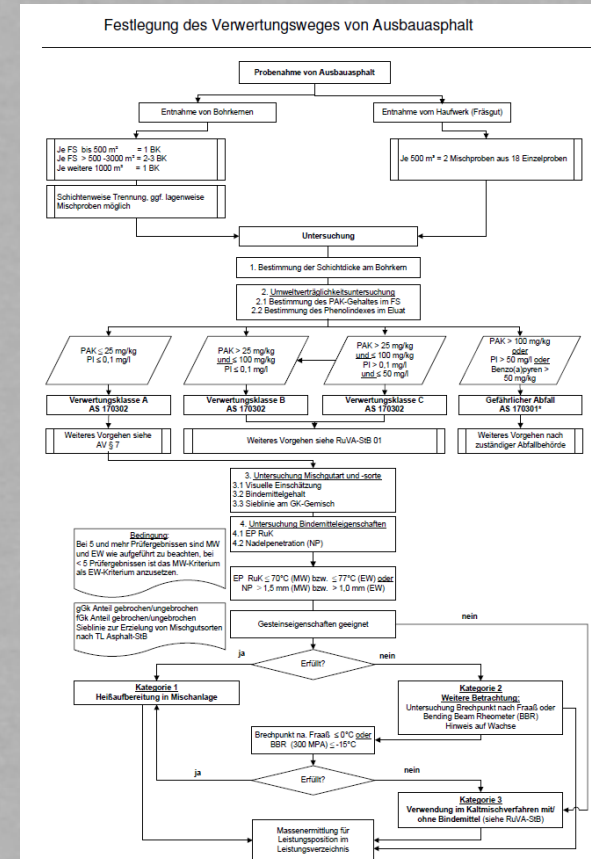 Festlegung des Verwertungsweges von Ausbauasphalt
Probenahme von Ausbauasphalt
Entnahme von Bohrkernen
Entnahme vom Haufwerk (Fräsgut)
Je FS bis 500 m² = 1 BK
Je FS > 500 -3000 m² = 2-3 BK
Je weitere 1000 m² = 1 BK
Je 500 m³ = 2 Mischproben aus 18 Einzelproben
Schichtenweise Trennung, ggf. lagenweise
Mischproben möglich
Untersuchung
1. Bestimmung der Schichtdicke am Bohrkern
2. Umweltverträglichkeitsuntersuchung
2.1 Bestimmung des PAK-Gehaltes im FS
2.2 Bestimmung des Phenolindexes im Eluat
PAK ≤ 25 mg/kg
PI ≤ 0,1 mg/l
PAK > 25 mg/kg
und ≤ 100 mg/kg
PI ≤ 0,1 mg/l
PAK > 25 mg/kg
und ≤ 100 mg/kg
PI > 0,1 mg/l
und ≤ 50 mg/l
PAK > 100 mg/kg
oder
PI > 50 mg/l oder
Benzo(a)pyren >
50 mg/kg
Verwertungsklasse A
AS 170302
Verwertungsklasse B
AS 170302
Verwertungsklasse C
AS 170302
Gefährlicher Abfall
AS 170301*
Weiteres Vorgehen siehe
AV § 7
Weiteres Vorgehen siehe RuVA-StB 01
Weiteres Vorgehen nach
zuständiger Abfallbehörde
3. Untersuchung Mischgutart und -sorte
3.1 Visuelle Einschätzung
3.2 Bindemittelgehalt
3.3 Sieblinie am GK-Gemisch
4. Untersuchung Bindemitteleigenschaften
4.1 EP RuK
4.2 Nadelpenetration (NP)
Bedingung:
Bei 5 und mehr Prüfergebnissen sind MW
und EW wie aufgeführt zu beachten, bei
< 5 Prüfergebnissen ist das MW-Kriterium
als EW-Kriterium anzusetzen.
EP RuK ≤ 70°C (MW) bzw. ≤ 77°C (EW) oder
NP > 1,5 mm (MW) bzw. > 1,0 mm (EW)
gGk Anteil gebrochen/ungebrochen
fGk Anteil gebrochen/ungebrochen
Sieblinie zur Erzielung von Mischgutsorten
nach TL Asphalt-StB
Gesteinseigenschaften geeignet
nein
ja
Erfüllt?
nein
Kategorie 1
Heißaufbereitung in Mischanlage
Kategorie 2
Weitere Betrachtung:
Untersuchung Brechpunkt nach Fraaß oder
Bending Beam Rheometer (BBR)
Hinweis auf Wachse
Brechpunkt na. Fraaß ≤ 0°C oder
BBR (300 MPA) ≤ -15°C
ja
Erfüllt?
nein
Kategorie 3
Verwendung im Kaltmischverfahren mit/
ohne Bindemittel (siehe RuVA-StB)
Massenermittlung für
Leistungsposition im
Leistungsverzeichnis